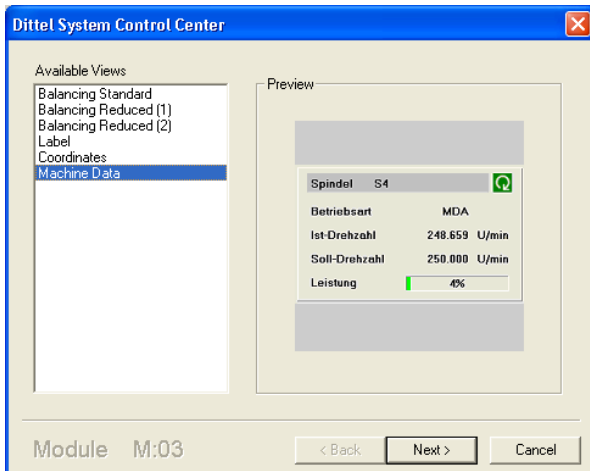 Dittel System Control Center
Available Views
Balancing Standard
Balancing Reduced (1)
Balancing Reduced (2)
Label
Coordinates
Machine Data
Preview
Spindel S4
Betriebsart MDA
Ist-Drehzahl 248.659 U/min
Soll-Drehzahl 250.000 U/min
Leistung 4%
Module M:03
< Back Next > Cancel